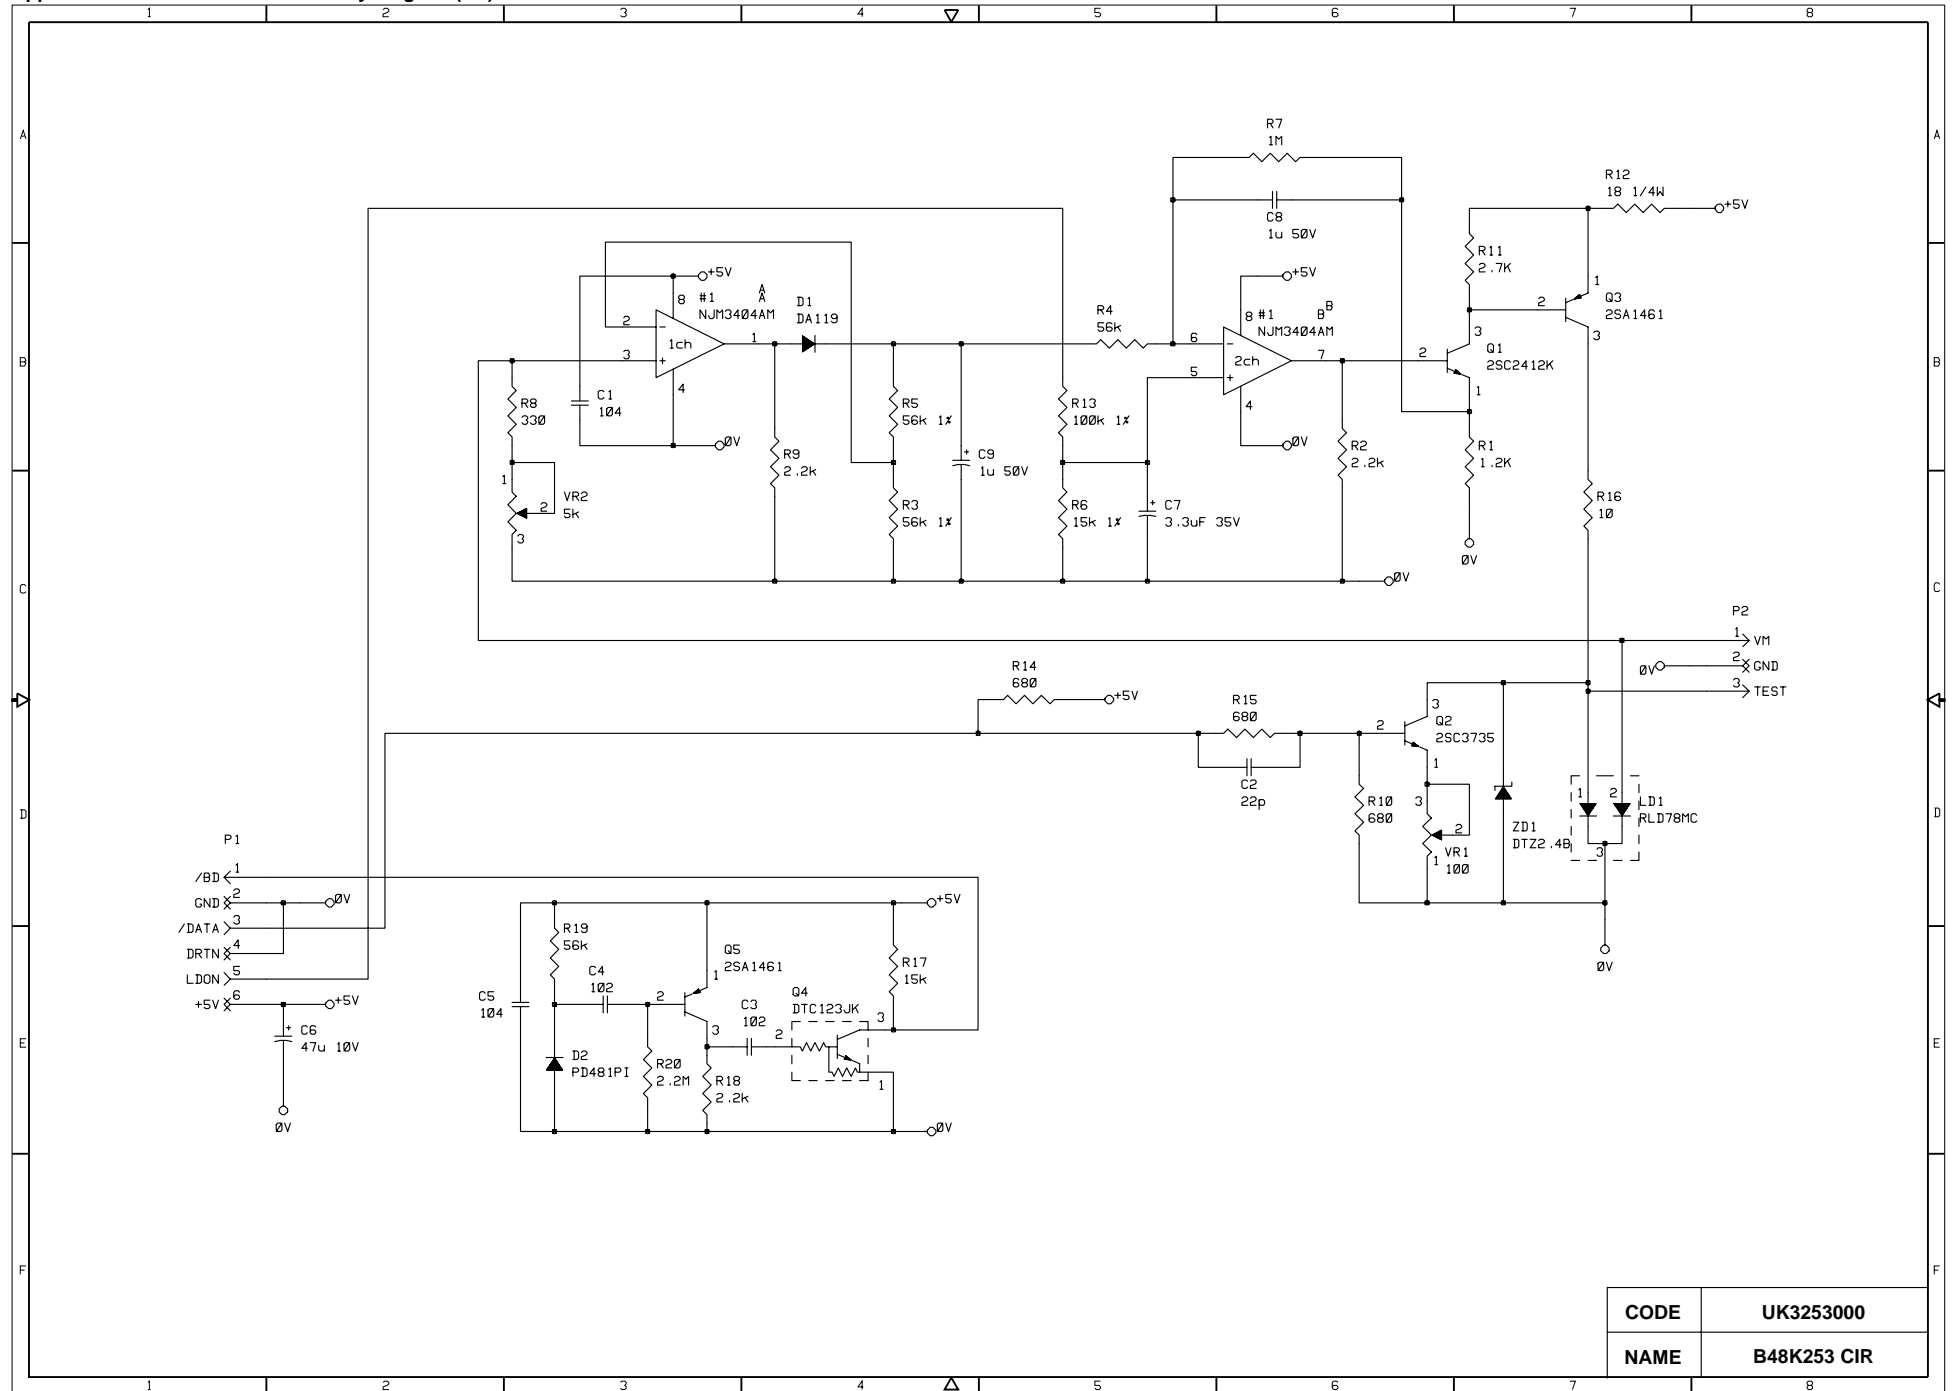 1 2 3 4 5 6 7 8
A A
B B
C C
D D
E E
F F
R7
1M
C8
1u 50V
R12
18 1/4W
+5V
R11
2.7K
1
2
Q3
2SA1461
3
+5V
8 #1
NJM3404AM
A
A
2
3
1ch
1
4
D1
DA119
R4
56k
+5V
8 #1
NJM3404AM
B
B
6
5
2ch
7
4
2
3
Q1
2SC2412K
1
R8
330
C1
104
0V
R5
56k 1%
R13
100k 1%
0V
R2
2.2k
R1
1.2K
R9
2.2k
C9
+
1u 50V
1
2
VR2
5k
3
R3
56k 1%
R6
15k 1%
C7
+
3.3uF 35V
R16
10
0V
0V
P2
1 VM
0V 2 GND
3 TEST
R14
680
+5V
R15
680
C2
22p
2
3
Q2
2SC3735
1
R10
680
3
2
VR1
1 100
ZD1
DTZ2.4B
1 2
LD1
RLD78MC
3
0V
P1
/BD 1
GND 2 0V
/DATA 3
DRTN 4
LDON 5
+5V 6 +5V
+
C6
47u 10V
0V
+5V
R19
56k
C4
102
C5
104
Q5
2SA1461
1
2
3
C3
102
R17
15k
Q4
DTC123JK
3
2
1
D2
PD481PI
R20
2.2M
R18
2.2k
0V
CODE UK3253000
NAME B48K253 CIR
1 2 3 4 5 6 7 8